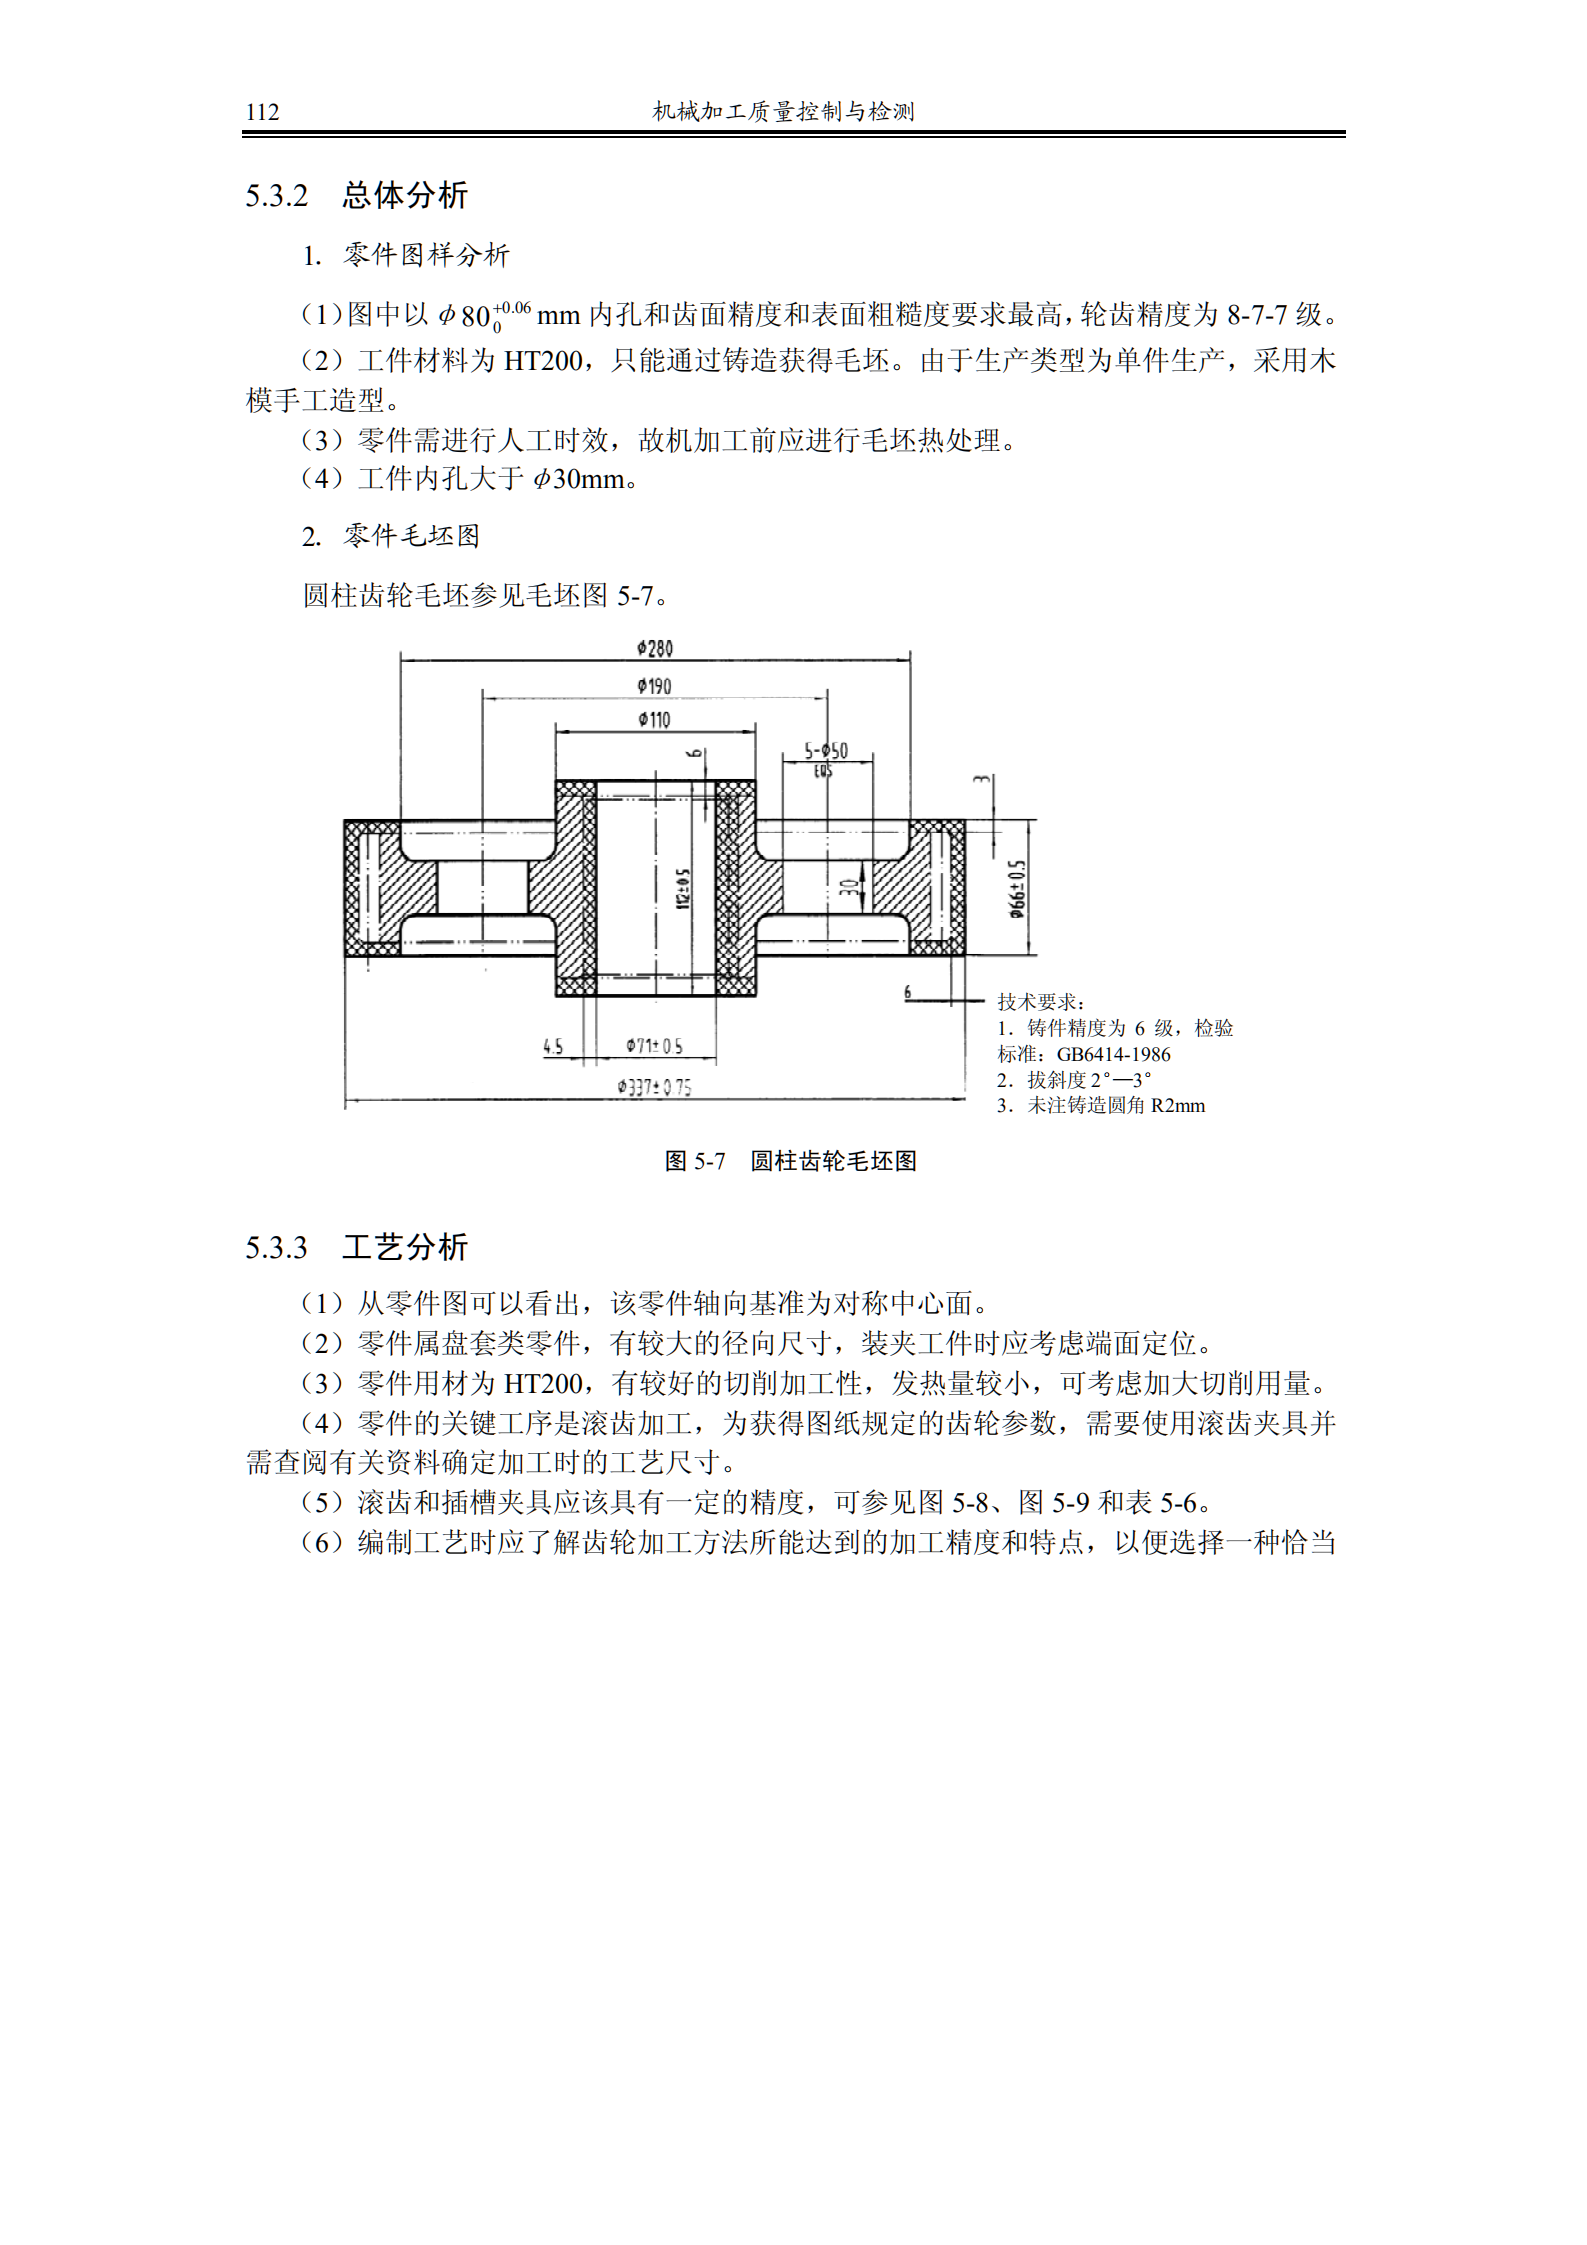 112 机械加工质量控制与检测
5.3.2 总体分析
1. 零件图样分析
（1）图中以φ80 +0.06 0 mm 内孔和齿面精度和表面粗糙度要求最高，轮齿精度为 8-7-7 级。
（2）工件材料为 HT200，只能通过铸造获得毛坯。由于生产类型为单件生产，采用木
模手工造型。
（3）零件需进行人工时效，故机加工前应进行毛坯热处理。
（4）工件内孔大于φ30mm。
2. 零件毛坯图
圆柱齿轮毛坯参见毛坯图 5-7。
φ280
φ190
φ110
6
5-φ50
EQS
3
112±0.5
30
φ66±0.5
6
4.5
φ71±0.5
φ337±0.75
技术要求：
1．铸件精度为 6 级，检验
标准：GB6414-1986
2．拔斜度 2°—3°
3．未注铸造圆角 R2mm
图 5-7 圆柱齿轮毛坯图
5.3.3 工艺分析
（1）从零件图可以看出，该零件轴向基准为对称中心面。
（2）零件属盘套类零件，有较大的径向尺寸，装夹工件时应考虑端面定位。
（3）零件用材为 HT200，有较好的切削加工性，发热量较小，可考虑加大切削用量。
（4）零件的关键工序是滚齿加工，为获得图纸规定的齿轮参数，需要使用滚齿夹具并
需查阅有关资料确定加工时的工艺尺寸。
（5）滚齿和插槽夹具应该具有一定的精度，可参见图 5-8、图 5-9 和表 5-6。
（6）编制工艺时应了解齿轮加工方法所能达到的加工精度和特点，以便选择一种恰当